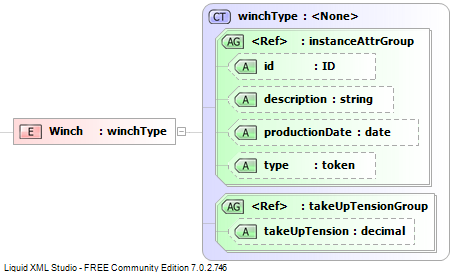 CT winchType : <None>
AG <Ref> : instanceAttrGroup
A id : ID
A description : string
E Winch : winchType
A productionDate : date
A type : token
AG <Ref> : takeUpTensionGroup
A takeUpTension : decimal
Liquid XML Studio - FREE Community Edition 7.0.2.746